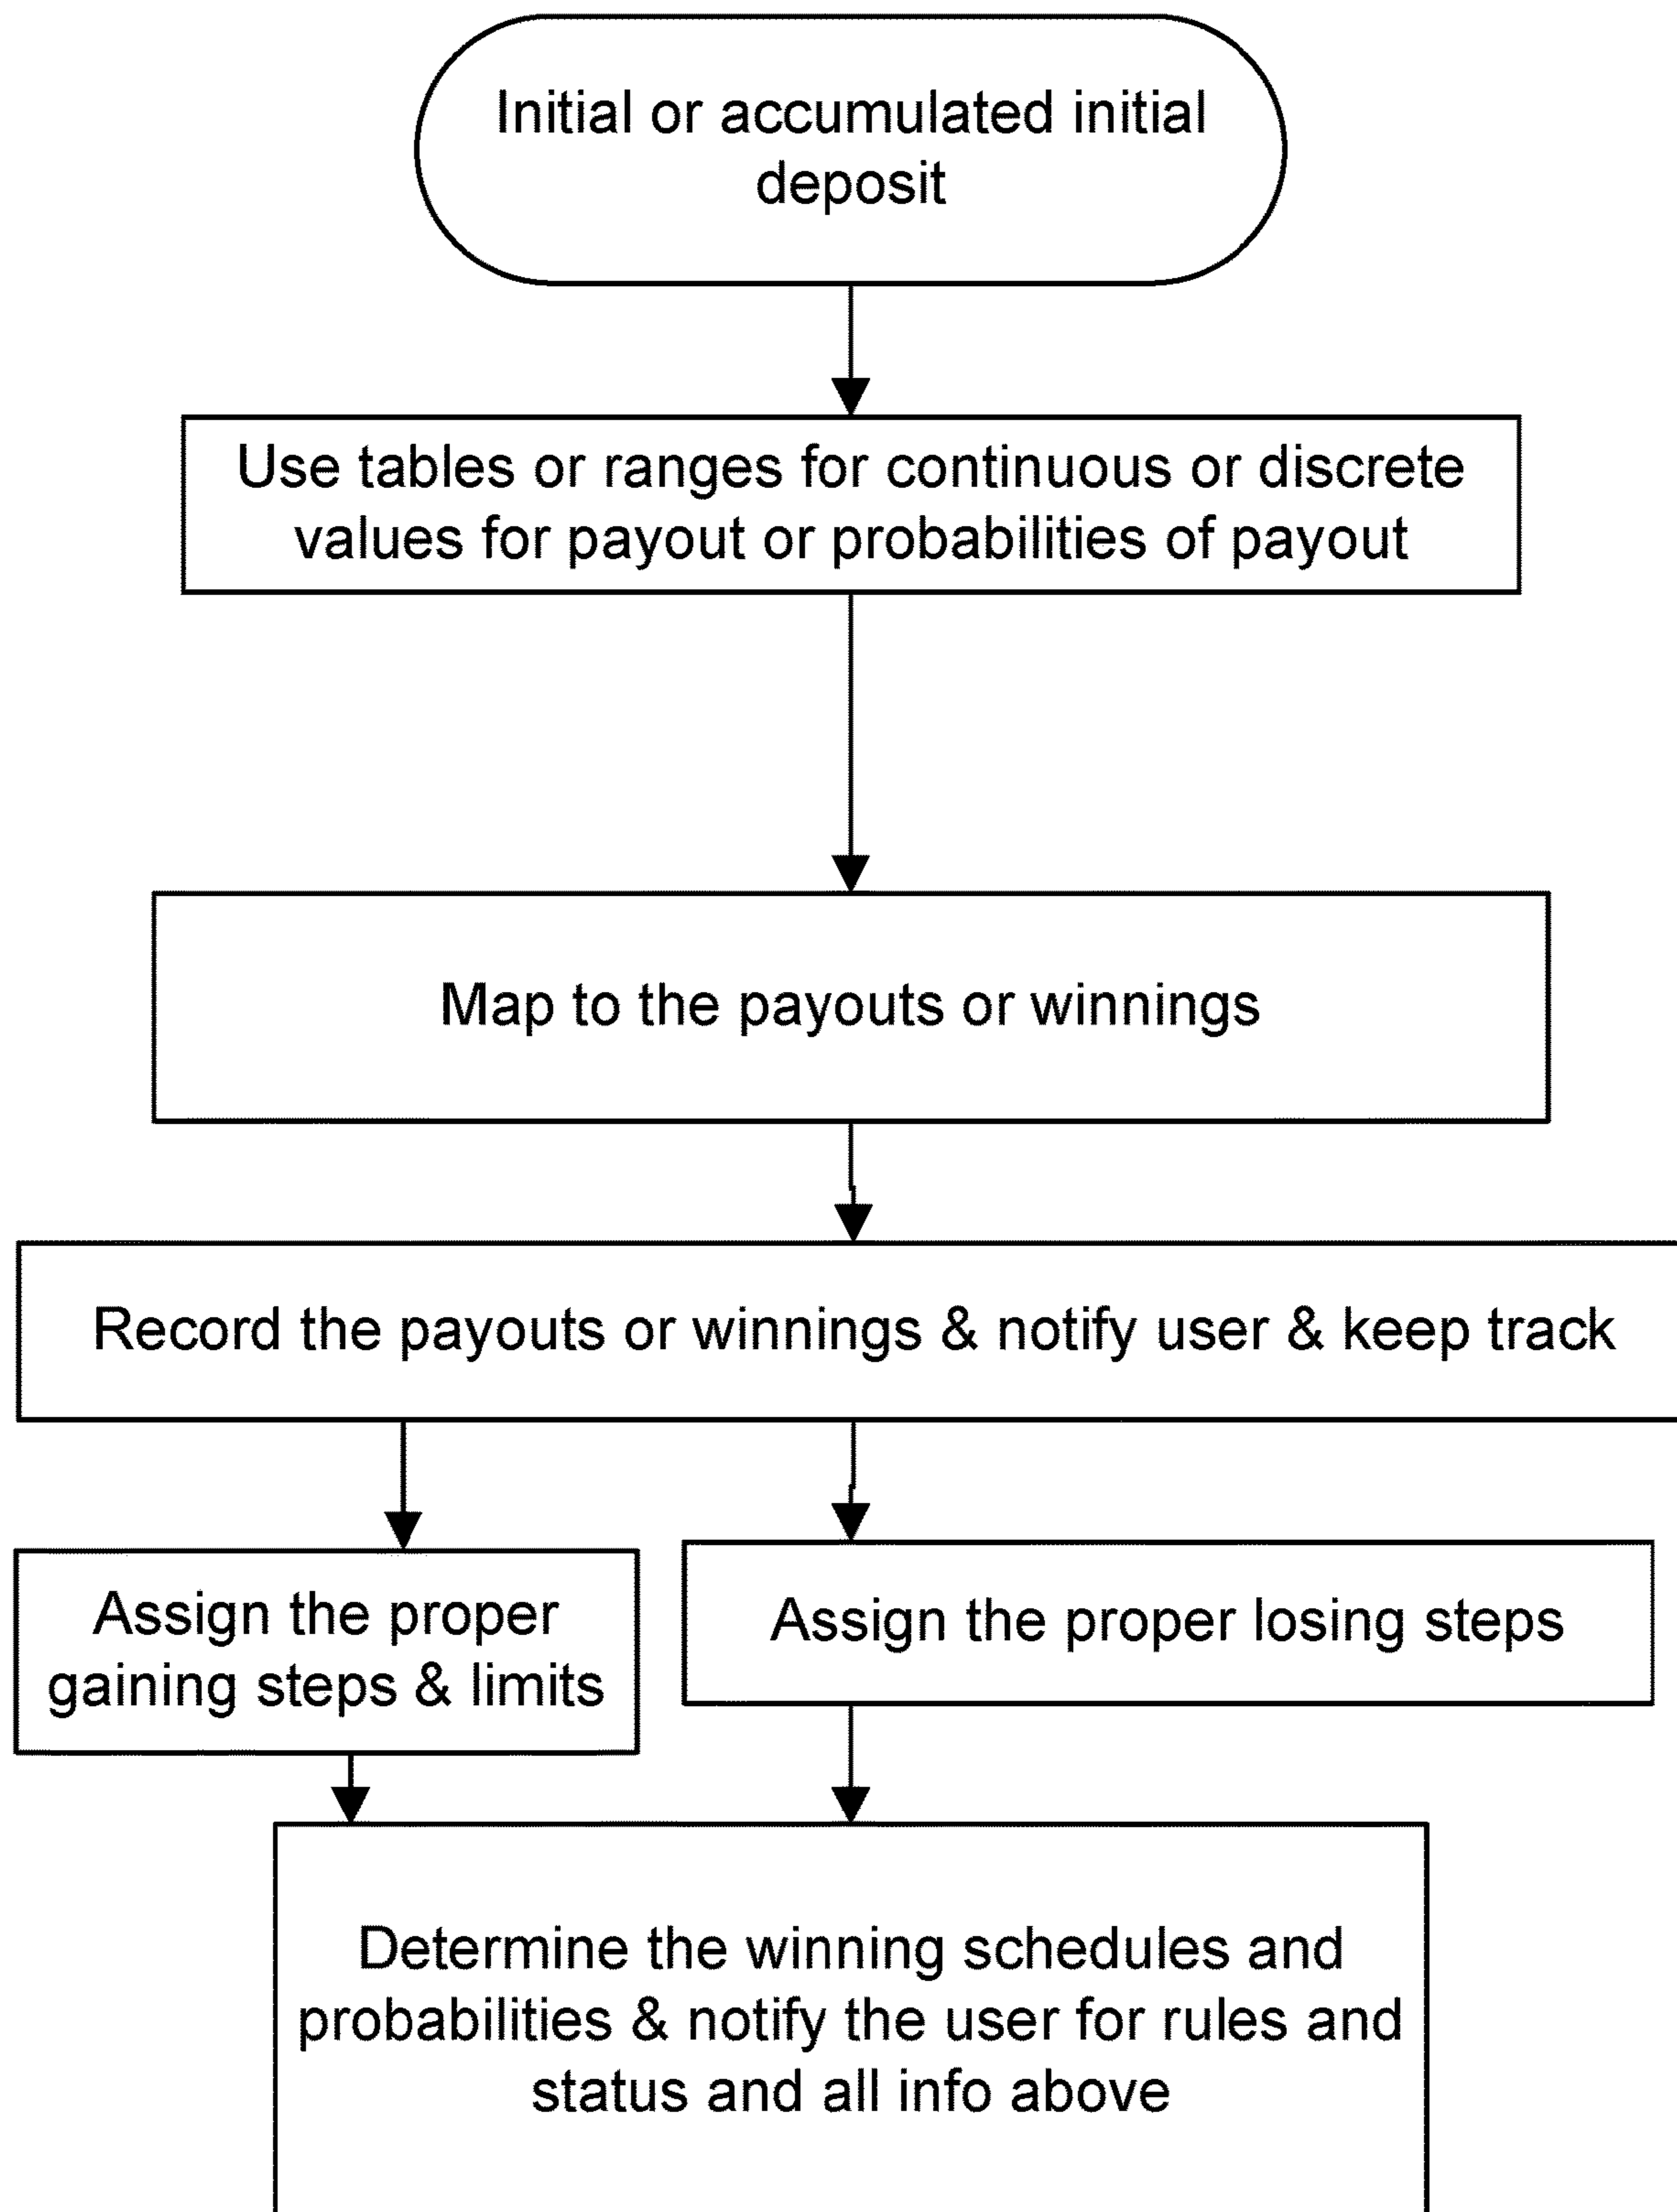 Initial or accumulated initial
deposit
Use tables or ranges for continuous or discrete
values for payout or probabilities of payout
Map to the payouts or winnings
Record the payouts or winnings & notify user & keep track
Assign the proper
gaining steps & limits
Assign the proper losing steps
Determine the winning schedules and
probabilities & notify the user for rules and
status and all info above